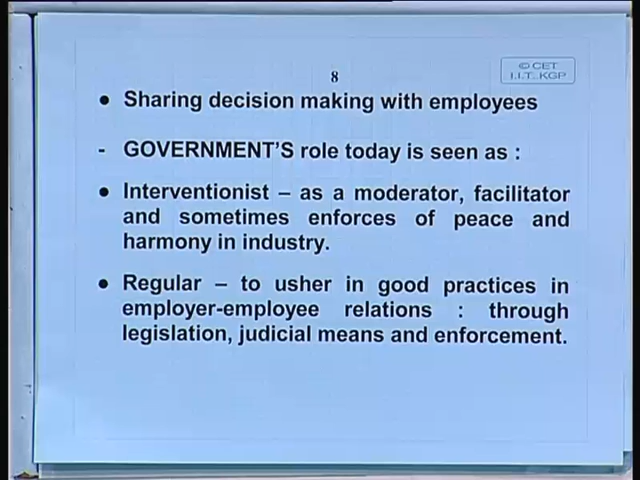 8
© CET
I.I.T. KGP
• Sharing decision making with employees
- GOVERNMENT'S role today is seen as :
• Interventionist – as a moderator, facilitator
and sometimes enforces of peace and
harmony in industry.
• Regular – to usher in good practices in
employer-employee relations : through
legislation, judicial means and enforcement.